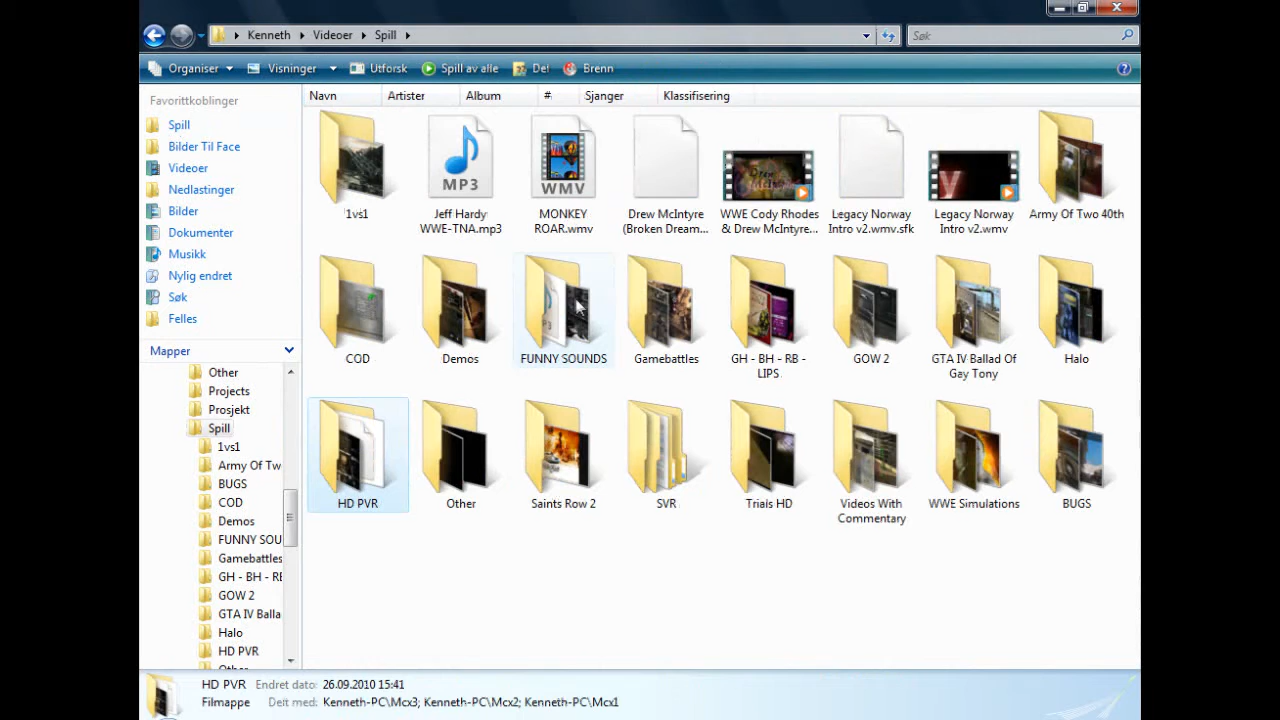 Kenneth Videoer Spill
Søk
Organiser Visninger Utforsk Spill av alle Del Brenn
Favorittkoblinger
Navn Artister Album # Sjanger Klassifisering
Spill
Bilder Til Face
Videoer
Nedlastinger
Bilder
Dokumenter
Musikk
Nylig endret
Søk
Felles
Mapper
Other
Projects
Prosjekt
Spill
1vs1
Army Of Tw
BUGS
COD
Demos
FUNNY SOU
Gamebattles
GH - BH - RB
GOW 2
GTA IV Balla
Halo
HD PVR
Other
MP3
WMV
1vs1
Jeff Hardy
WWE-TNA.mp3
MONKEY
ROAR.wmv
Drew McIntyre
(Broken Dream...
WWE Cody Rhodes
& Drew McIntyre...
Legacy Norway
Intro v2.wmv.sfk
Legacy Norway
Intro v2.wmv
Army Of Two 40th
COD
Demos
FUNNY SOUNDS
Gamebattles
GH - BH - RB -
LIPS
GOW 2
GTA IV Ballad Of
Gay Tony
Halo
HD PVR
Other
Saints Row 2
SVR
Trials HD
Videos With
Commentary
WWE Simulations
BUGS
HD PVR Endret dato: 26.09.2010 15:41
Filmappe Delt med: Kenneth-PC\Mcx3; Kenneth-PC\Mcx2; Kenneth-PC\Mcx1